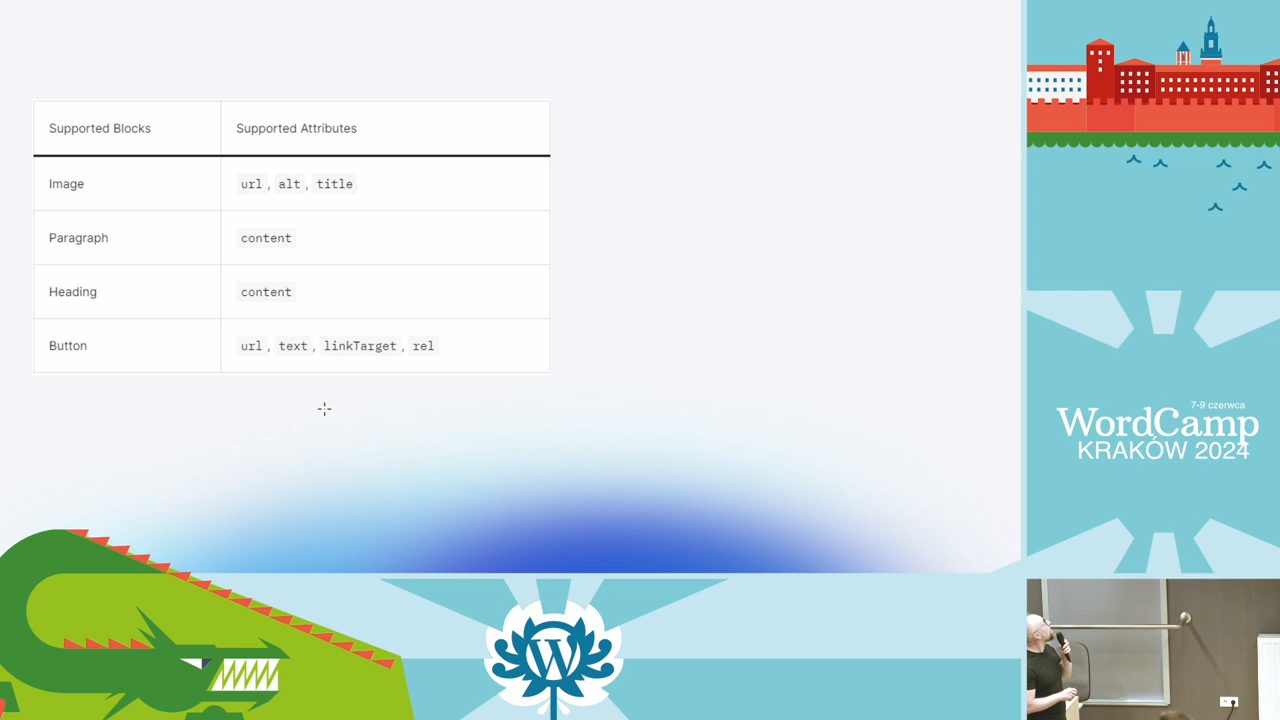 Supported Blocks Supported Attributes
Image url, alt, title
Paragraph content
Heading content
Button url, text, linkTarget, rel
7-9 czerwca
WordCamp
KRAKÓW 2024
W